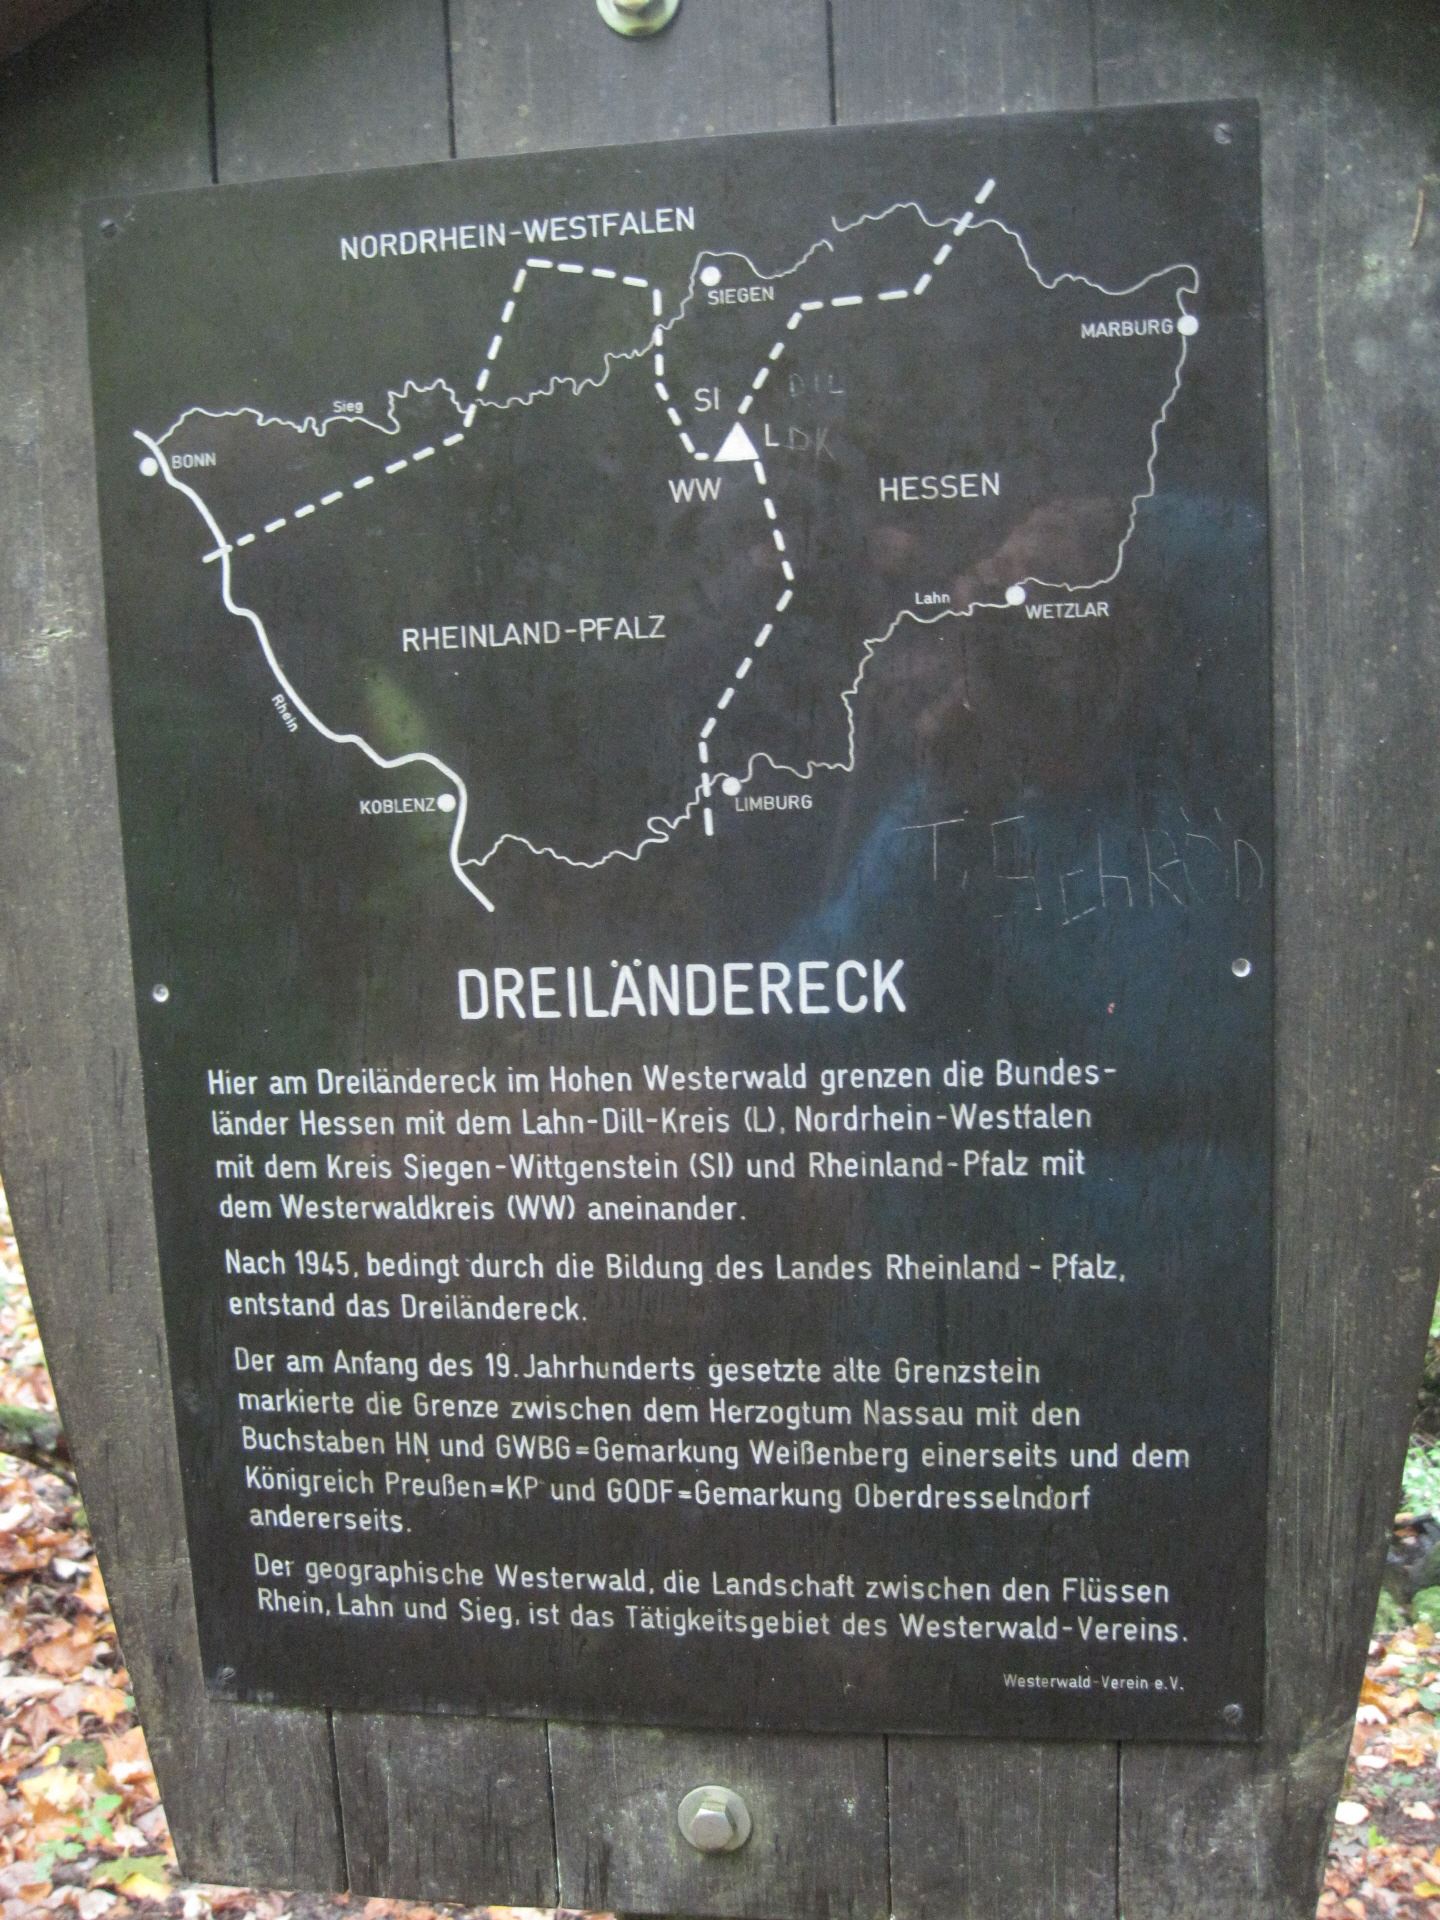 NORDRHEIN-WESTFALEN
SIEGEN
MARBURG
DIL
SI
Sieg
L DK
BONN
WW
HESSEN
Lahn
WETZLAR
RHEINLAND-PFALZ
Rhein
KOBLENZ
LIMBURG
T. SchRÖD
DREILÄNDERECK
Hier am Dreiländereck im Hohen Westerwald grenzen die Bundes-
länder Hessen mit dem Lahn-Dill-Kreis (L), Nordrhein-Westfalen
mit dem Kreis Siegen-Wittgenstein (SI) und Rheinland-Pfalz mit
dem Westerwaldkreis (WW) aneinander.
Nach 1945, bedingt durch die Bildung des Landes Rheinland - Pfalz,
entstand das Dreiländereck.
Der am Anfang des 19. Jahrhunderts gesetzte alte Grenzstein
markierte die Grenze zwischen dem Herzogtum Nassau mit den
Buchstaben HN und GWBG=Gemarkung Weißenberg einerseits und dem
Königreich Preußen=KP und GODF=Gemarkung Oberdresselndorf
andererseits.
Der geographische Westerwald, die Landschaft zwischen den Flüssen
Rhein, Lahn und Sieg, ist das Tätigkeitsgebiet des Westerwald-Vereins.
Westerwald-Verein e.V.